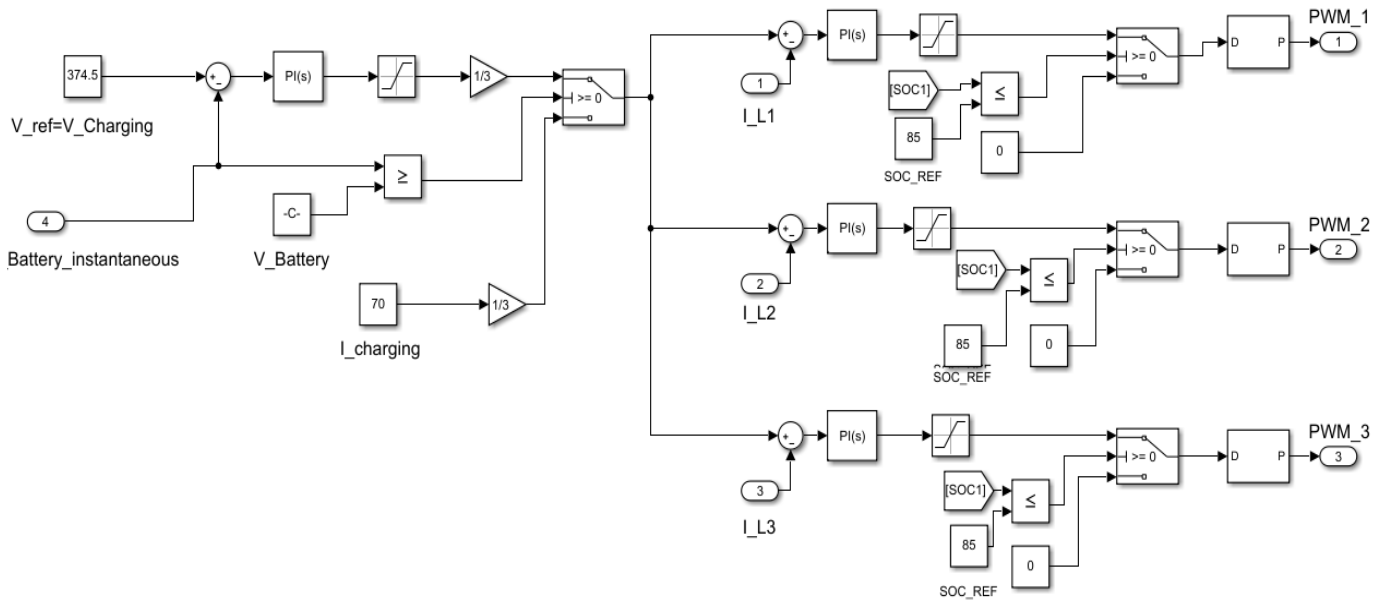 374.5
V_ref=V_Charging
+
-
PI(s)
1/3
>= 0
4
Battery_instantaneous
≥
-C-
V_Battery
70
I_charging
1/3
+
-
PI(s)
1
I_L1
[SOC1]
85
SOC_REF
≤
0
>= 0
D P
PWM_1
1
+
-
PI(s)
2
I_L2
[SOC1]
85
SOC_REF
≤
0
>= 0
D P
PWM_2
2
+
-
PI(s)
3
I_L3
[SOC1]
85
SOC_REF
≤
0
>= 0
D P
PWM_3
3